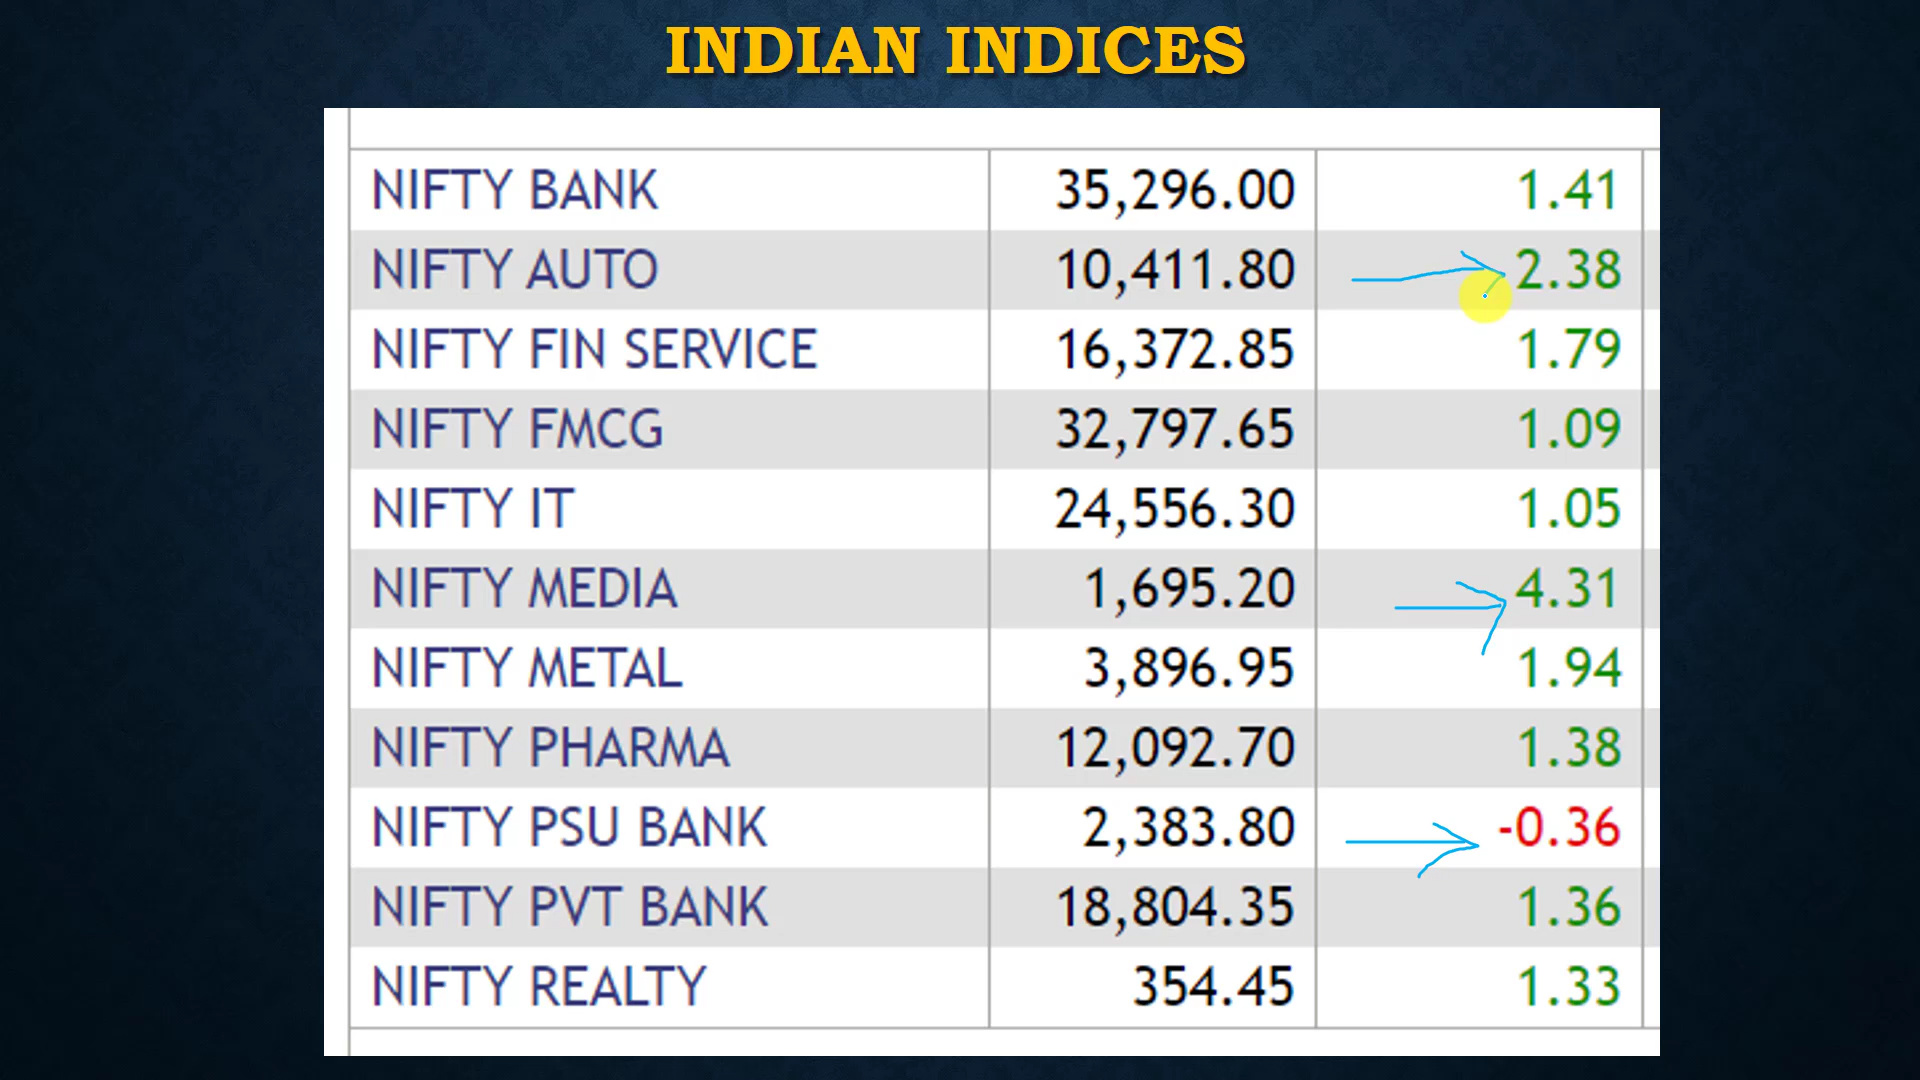 INDIAN INDICES
NIFTY BANK 35,296.00 1.41
NIFTY AUTO 10,411.80 2.38
NIFTY FIN SERVICE 16,372.85 1.79
NIFTY FMCG 32,797.65 1.09
NIFTY IT 24,556.30 1.05
NIFTY MEDIA 1,695.20 4.31
NIFTY METAL 3,896.95 1.94
NIFTY PHARMA 12,092.70 1.38
NIFTY PSU BANK 2,383.80 -0.36
NIFTY PVT BANK 18,804.35 1.36
NIFTY REALTY 354.45 1.33